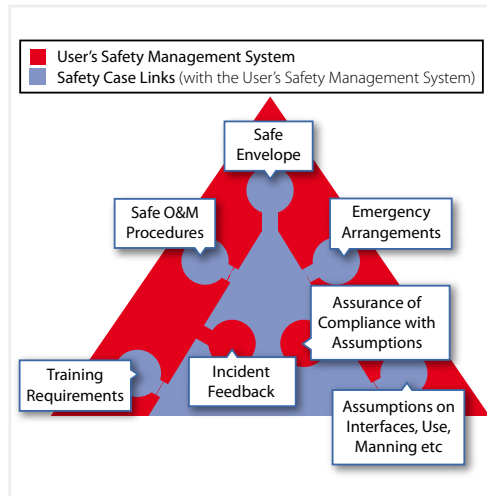 User's Safety Management System
Safety Case Links (with the User's Safety Management System)
Safe
Envelope
Safe O&M
Procedures
Emergency
Arrangements
Assurance of
Compliance with
Assumptions
Training
Requirements
Incident
Feedback
Assumptions on
Interfaces, Use,
Manning etc